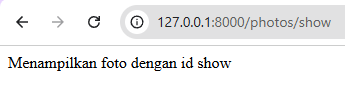 127.0.0.1:8000/photos/show
Menampilkan foto dengan id show